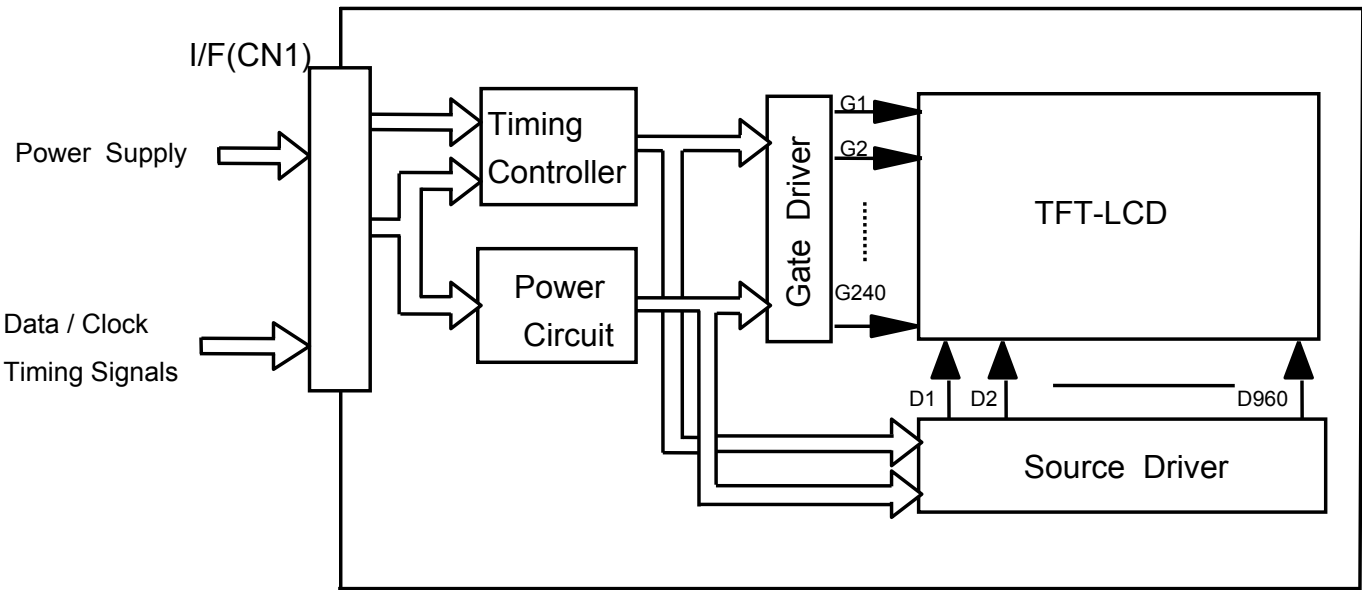 I/F(CN1)
Power Supply
Data / Clock
Timing Signals
Timing
Controller
Power
Circuit
Gate Driver
G1
G2
G240
TFT-LCD
D1
D2
D960
Source Driver